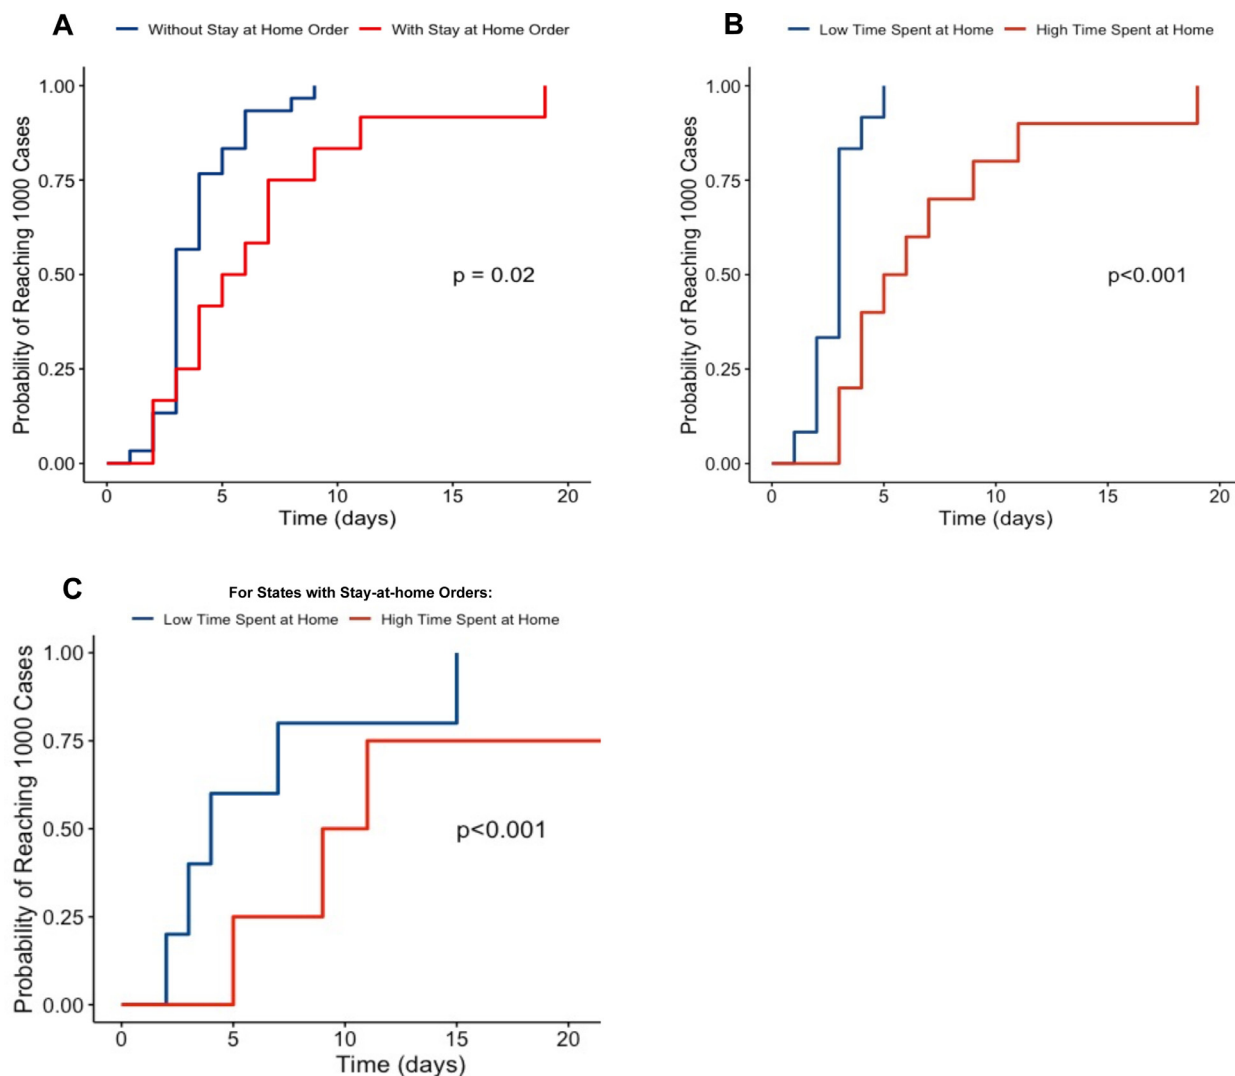 A
Without Stay at Home Order With Stay at Home Order
Probability of Reaching 1000 Cases
1.00
0.75
0.50
0.25
0.00
p = 0.02
0 5 10 15 20
Time (days)
B
Low Time Spent at Home High Time Spent at Home
Probability of Reaching 1000 Cases
1.00
0.75
0.50
0.25
0.00
p<0.001
0 5 10 15 20
Time (days)
C
For States with Stay-at-home Orders:
Low Time Spent at Home High Time Spent at Home
Probability of Reaching 1000 Cases
1.00
0.75
0.50
0.25
0.00
p<0.001
0 5 10 15 20
Time (days)